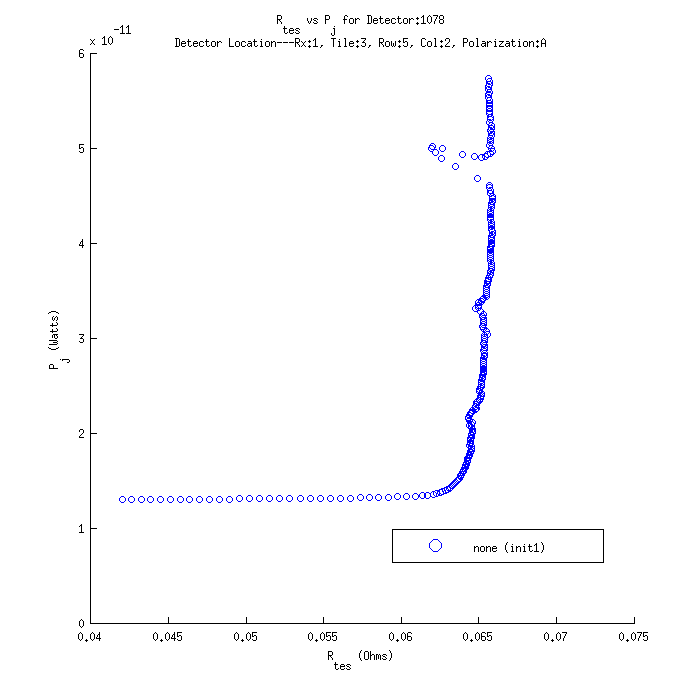 R_tes vs P_j for Detector:1078
Detector Location---Rx:1, Tile:3, Row:5, Col:2, Polarization:A
x 10^-11
6
5
4
3
2
1
0
P_j (Watts)
0.04 0.045 0.05 0.055 0.06 0.065 0.07 0.075
R_tes (Ohms)
none (init1)